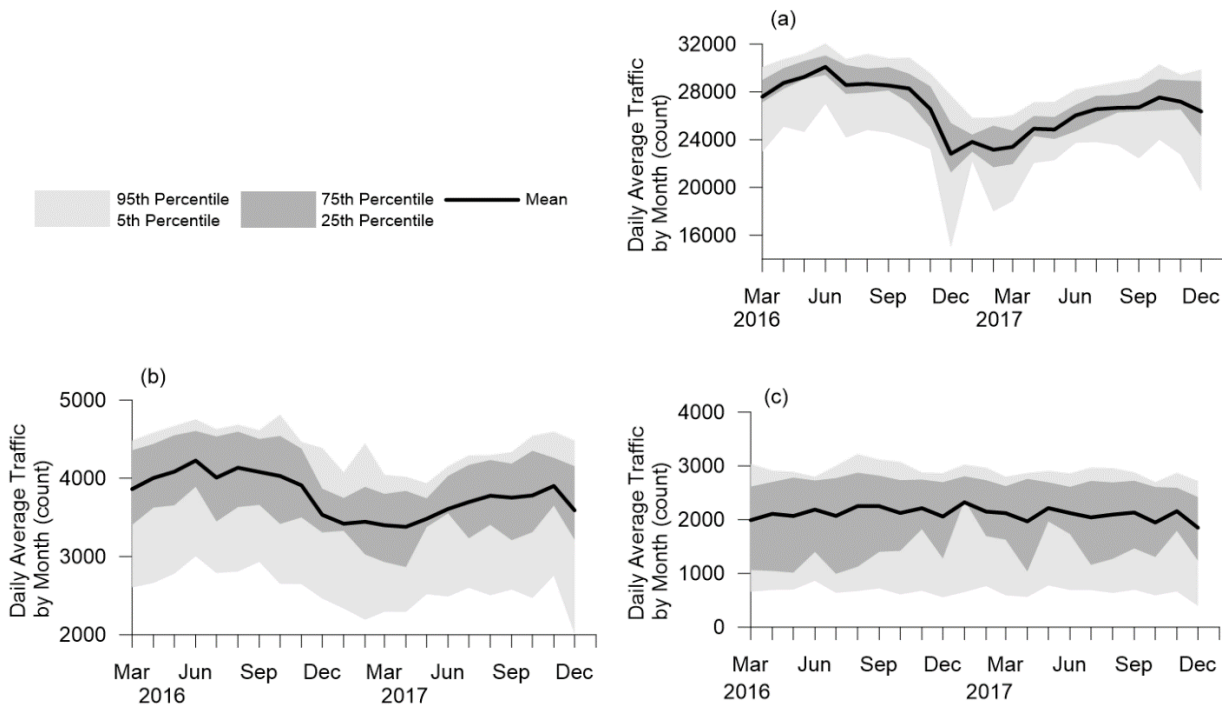 (a)
Daily Average Traffic
by Month (count)
32000
28000
24000
20000
16000
Mar Jun Sep Dec Mar Jun Sep Dec
2016 2017
95th Percentile
5th Percentile
75th Percentile
25th Percentile
Mean
(b)
Daily Average Traffic
by Month (count)
5000
4000
3000
2000
Mar Jun Sep Dec Mar Jun Sep Dec
2016 2017
(c)
Daily Average Traffic
by Month (count)
4000
3000
2000
1000
0
Mar Jun Sep Dec Mar Jun Sep Dec
2016 2017